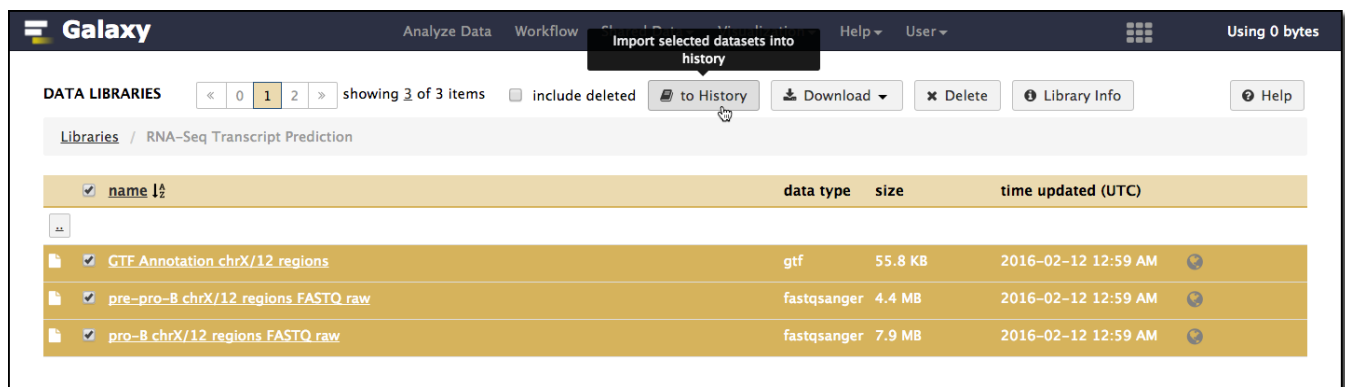 Galaxy Analyze Data Workflow Help User Using 0 bytes
Import selected datasets into
history
DATA LIBRARIES « 0 1 2 » showing 3 of 3 items include deleted to History Download Delete Library Info Help
Libraries / RNA-Seq Transcript Prediction
name data type size time updated (UTC)
..
GTF Annotation chrX/12 regions gtf 55.8 KB 2016-02-12 12:59 AM
pre-pro-B chrX/12 regions FASTQ raw fastqsanger 4.4 MB 2016-02-12 12:59 AM
pro-B chrX/12 regions FASTQ raw fastqsanger 7.9 MB 2016-02-12 12:59 AM